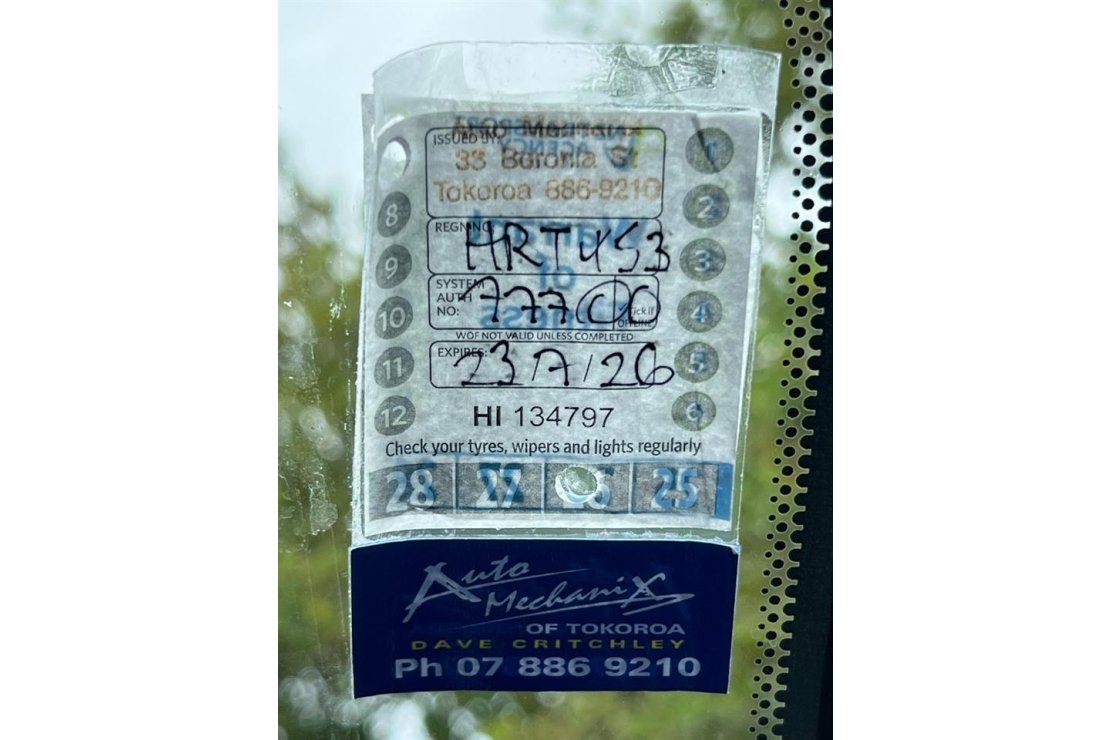 ISSUED BY:
33 Boronia St
Tokoroa 886-9210
REGN NO:
HRT453
SYSTEM
AUTH
NO:
77700
✓ Tick if
OFFLINE
WOF NOT VALID UNLESS COMPLETED
EXPIRES:
23/7/26
HI 134797
Check your tyres, wipers and lights regularly
8
9
10
11
12
1
2
3
4
5
6
28 27 26 25
Auto
MechaniX
OF TOKOROA
DAVE CRITCHLEY
Ph 07 886 9210